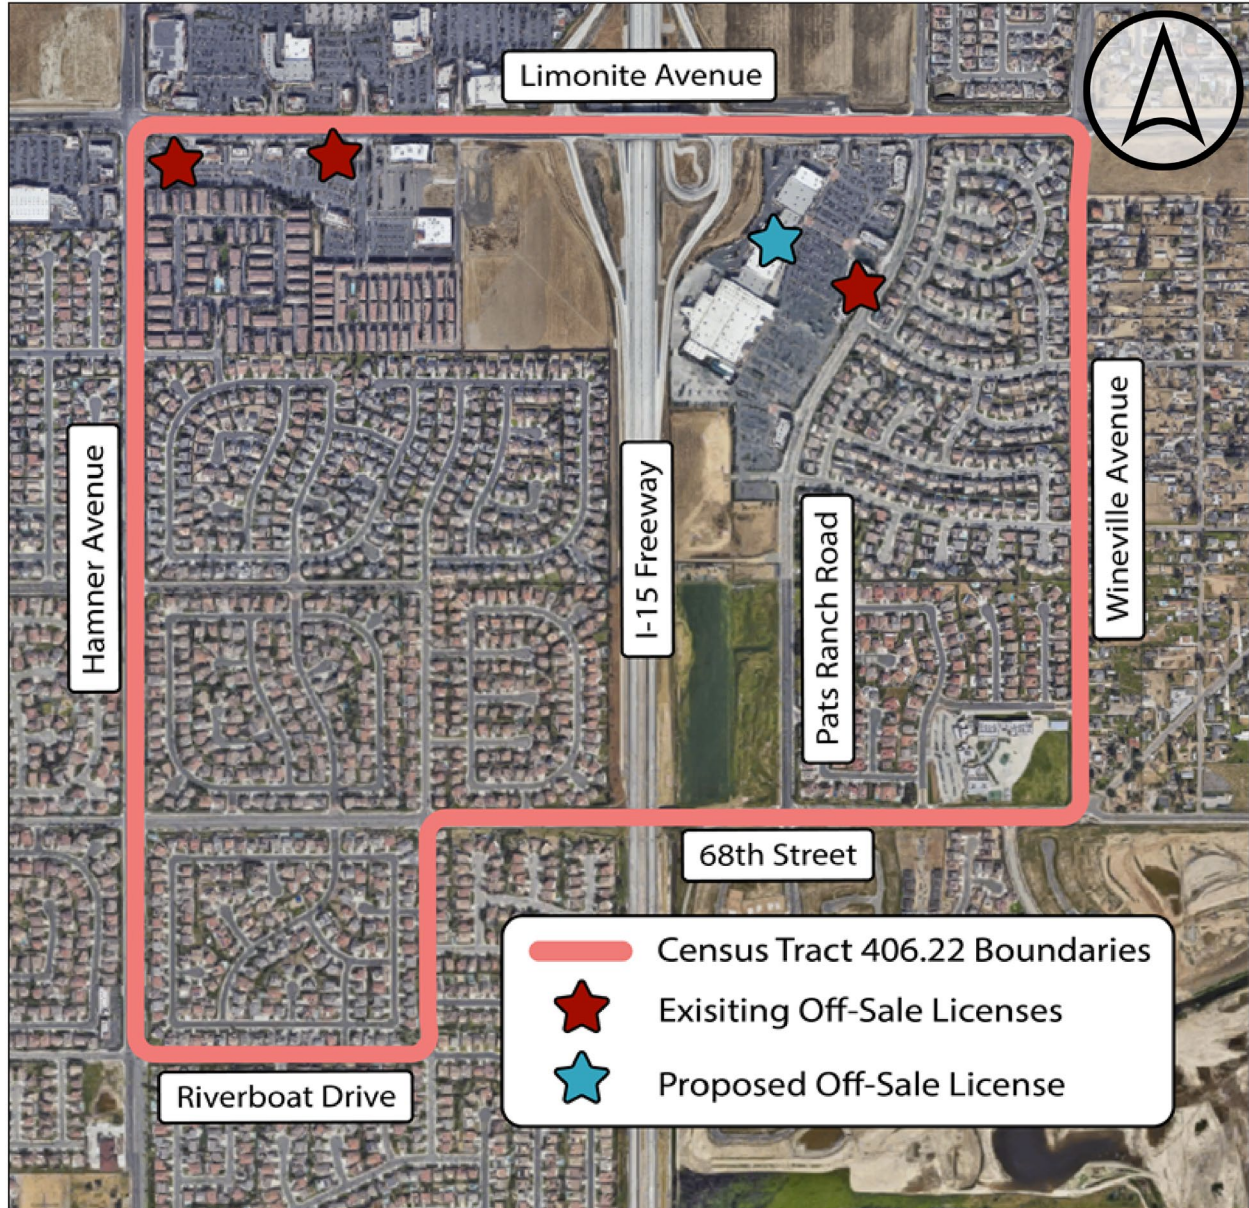 Limonite Avenue
Hamner Avenue
I-15 Freeway
Pats Ranch Road
Wineville Avenue
68th Street
Riverboat Drive
Census Tract 406.22 Boundaries
Exisiting Off-Sale Licenses
Proposed Off-Sale License